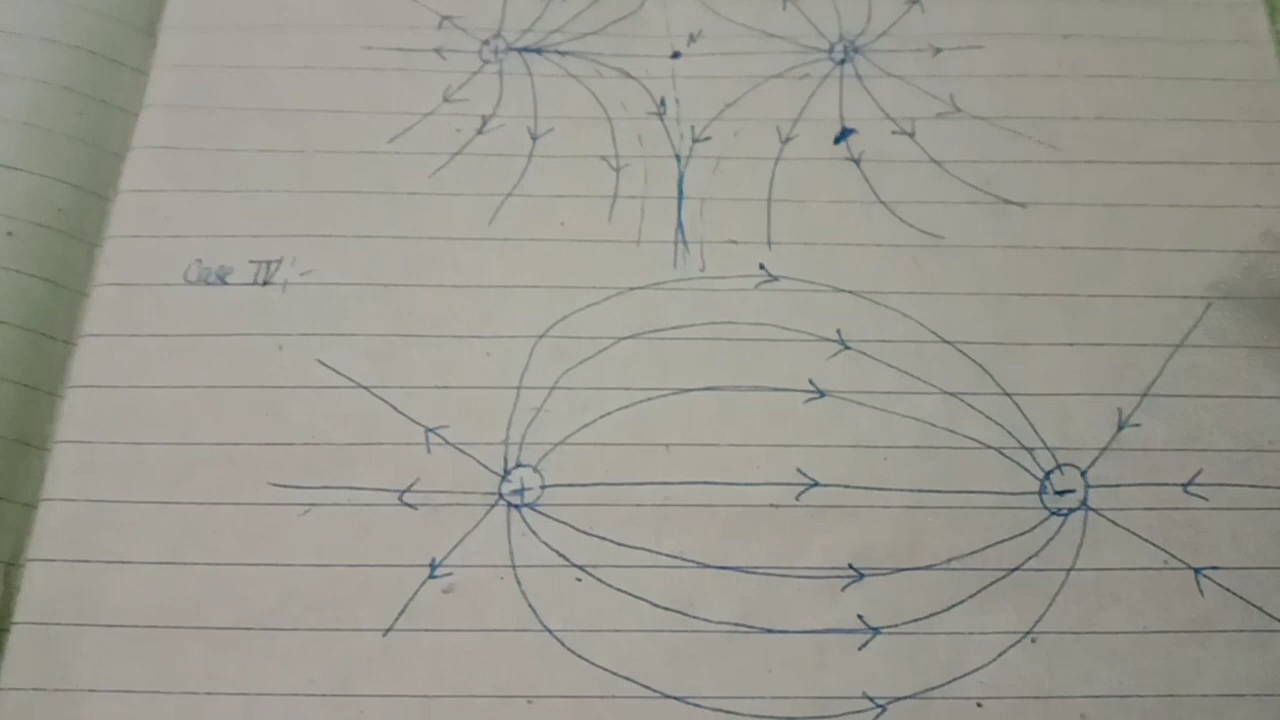 + N +
Case IV:-
+ -